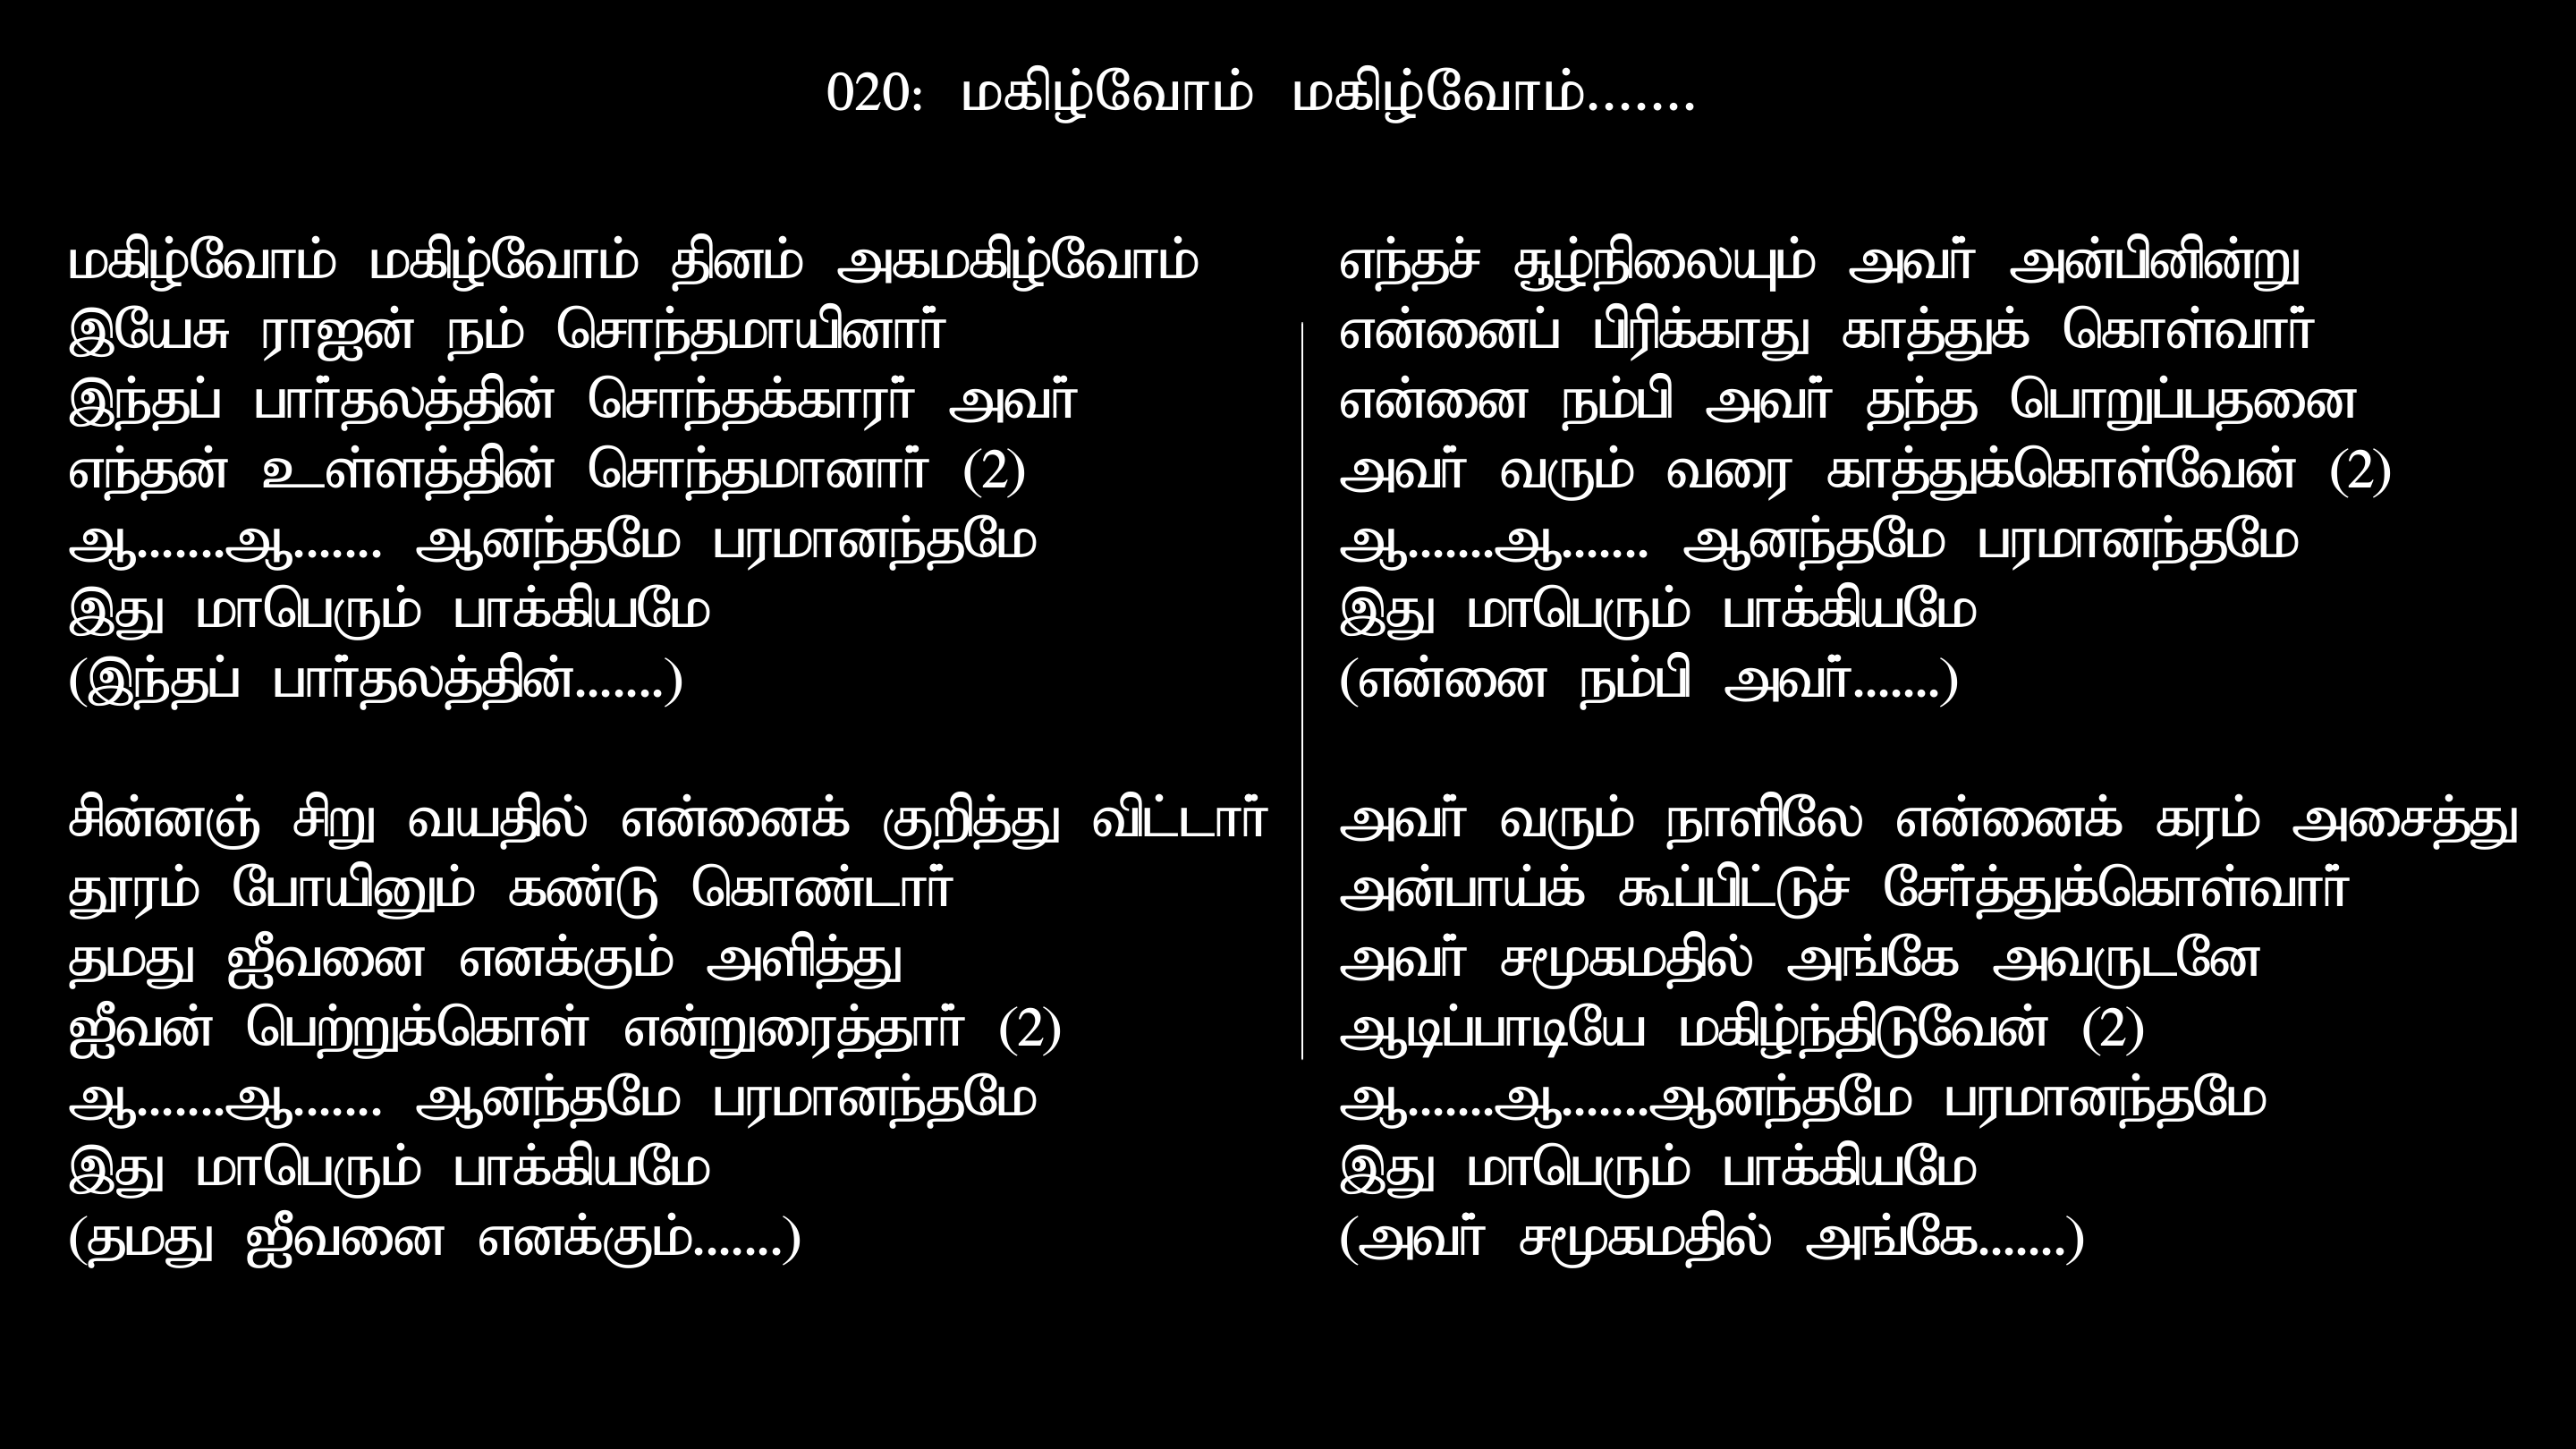 020: மகிழ்வோம் மகிழ்வோம்.......
மகிழ்வோம் மகிழ்வோம் தினம் அகமகிழ்வோம்
இயேசு ராஜன் நம் சொந்தமாயினார்
இந்தப் பார்தலத்தின் சொந்தக்காரர் அவர்
எந்தன் உள்ளத்தின் சொந்தமானார் (2)
ஆ.......ஆ....... ஆனந்தமே பரமானந்தமே
இது மாபெரும் பாக்கியமே
(இந்தப் பார்தலத்தின்.......)
சின்னஞ் சிறு வயதில் என்னைக் குறித்து விட்டார்
தூரம் போயினும் கண்டு கொண்டார்
தமது ஜீவனை எனக்கும் அளித்து
ஜீவன் பெற்றுக்கொள் என்றுரைத்தார் (2)
ஆ.......ஆ....... ஆனந்தமே பரமானந்தமே
இது மாபெரும் பாக்கியமே
(தமது ஜீவனை எனக்கும்.......)
எந்தச் சூழ்நிலையும் அவர் அன்பினின்று
என்னைப் பிரிக்காது காத்துக் கொள்வார்
என்னை நம்பி அவர் தந்த பொறுப்பதனை
அவர் வரும் வரை காத்துக்கொள்வேன் (2)
ஆ.......ஆ....... ஆனந்தமே பரமானந்தமே
இது மாபெரும் பாக்கியமே
(என்னை நம்பி அவர்.......)
அவர் வரும் நாளிலே என்னைக் கரம் அசைத்து
அன்பாய்க் கூப்பிட்டுச் சேர்த்துக்கொள்வார்
அவர் சமூகமதில் அங்கே அவருடனே
ஆடிப்பாடியே மகிழ்ந்திடுவேன் (2)
ஆ.......ஆ.......ஆனந்தமே பரமானந்தமே
இது மாபெரும் பாக்கியமே
(அவர் சமூகமதில் அங்கே.......)